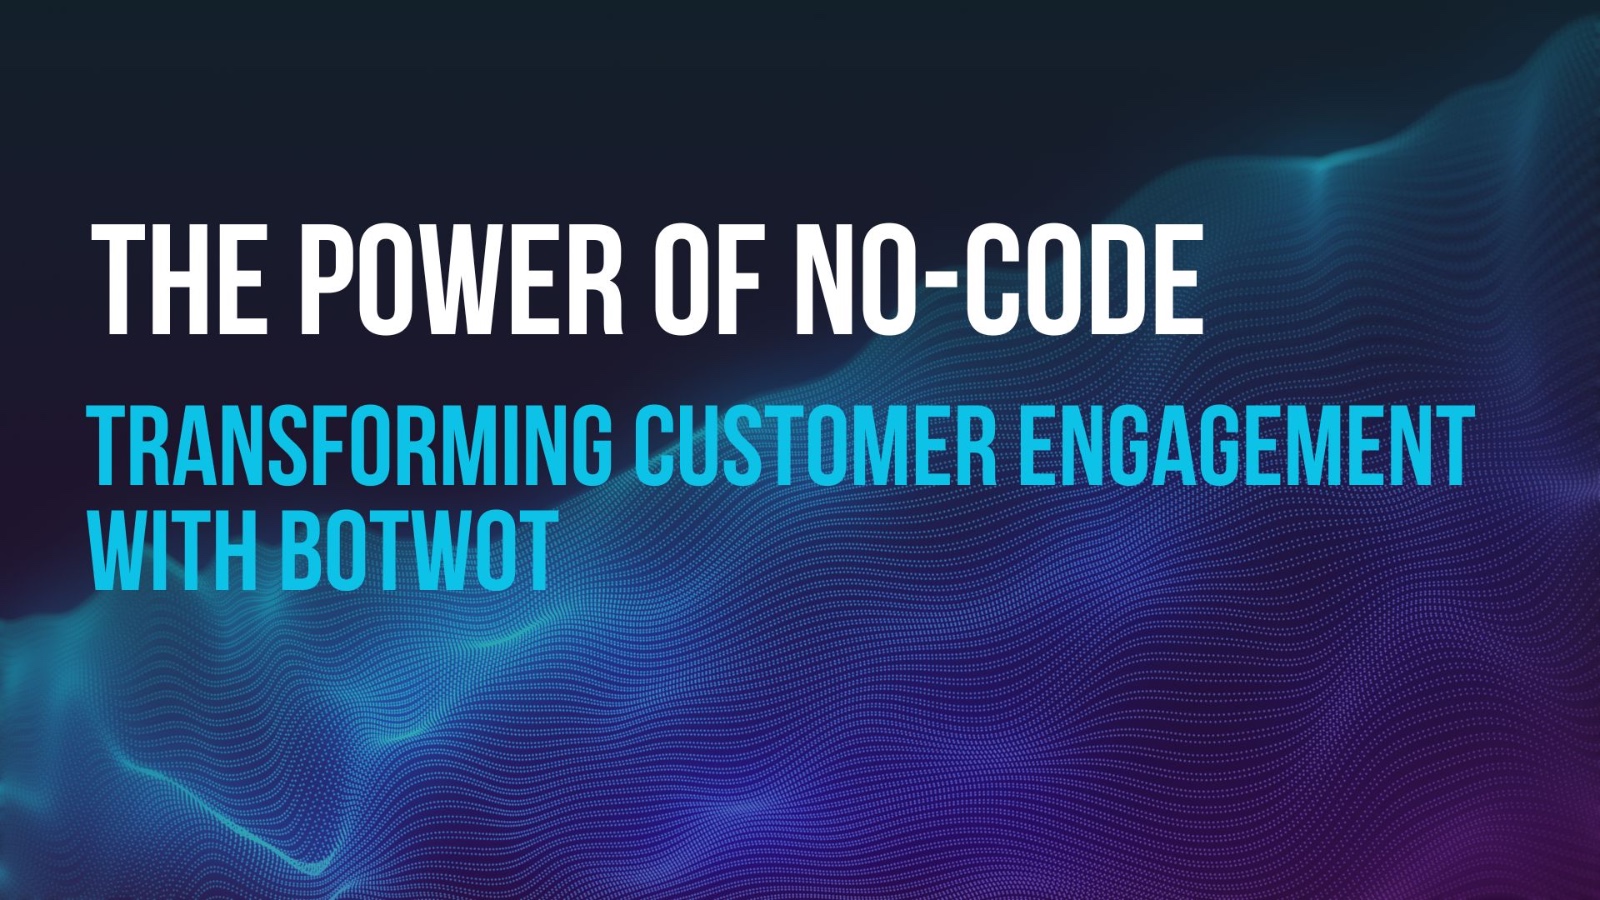 THE POWER OF NO-CODE
TRANSFORMING CUSTOMER ENGAGEMENT
WITH BOTWOT